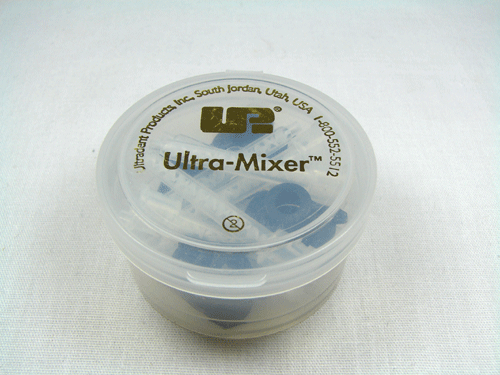 Ultradent Products, Inc., South Jordan, Utah, USA 1-800-552-5512
UP®
Ultra-Mixer™